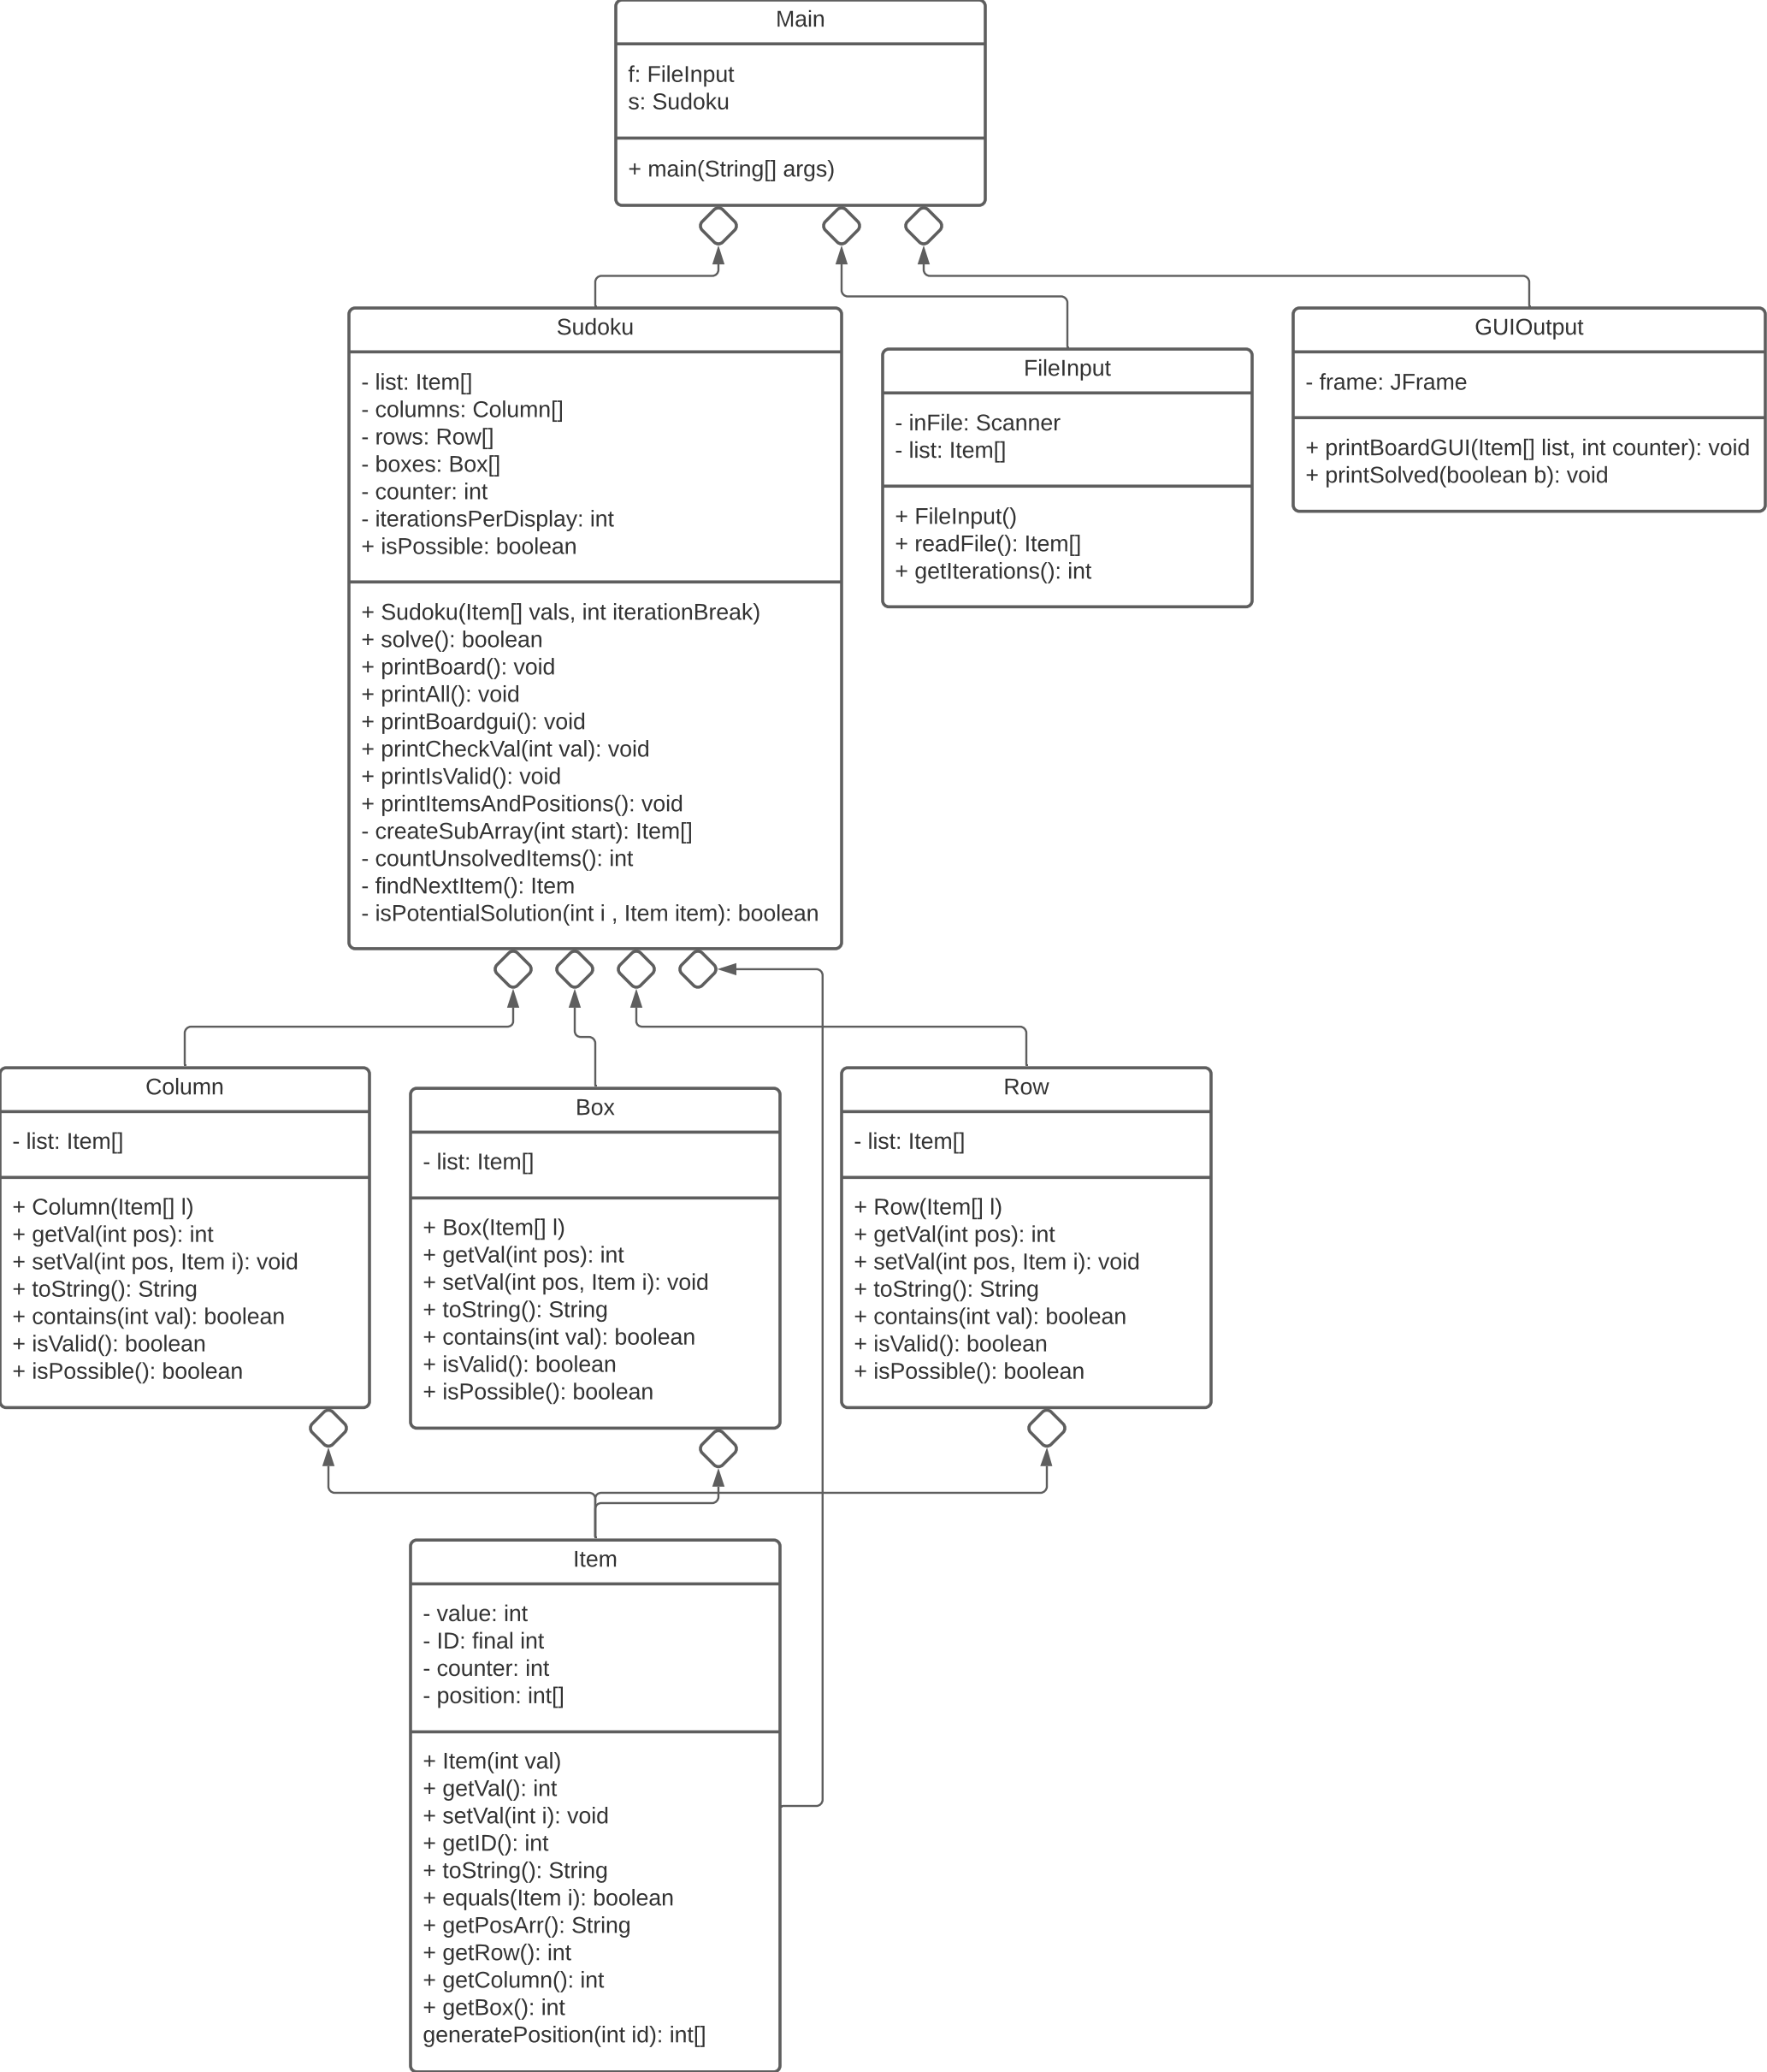 Main
f: FileInput
s: Sudoku
+ main(String[] args)
Sudoku
- list: Item[]
- columns: Column[]
- rows: Row[]
- boxes: Box[]
- counter: int
- iterationsPerDisplay: int
+ isPossible: boolean
+ Sudoku(Item[] vals, int iterationBreak)
+ solve(): boolean
+ printBoard(): void
+ printAll(): void
+ printBoardgui(): void
+ printCheckVal(int val): void
+ printIsValid(): void
+ printItemsAndPositions(): void
- createSubArray(int start): Item[]
- countUnsolvedItems(): int
- findNextItem(): Item
- isPotentialSolution(int i , Item item): boolean
FileInput
- inFile: Scanner
- list: Item[]
+ FileInput()
+ readFile(): Item[]
+ getIterations(): int
GUIOutput
- frame: JFrame
+ printBoardGUI(Item[] list, int counter): void
+ printSolved(boolean b): void
Column
- list: Item[]
+ Column(Item[] l)
+ getVal(int pos): int
+ setVal(int pos, Item i): void
+ toString(): String
+ contains(int val): boolean
+ isValid(): boolean
+ isPossible(): boolean
Box
- list: Item[]
+ Box(Item[] l)
+ getVal(int pos): int
+ setVal(int pos, Item i): void
+ toString(): String
+ contains(int val): boolean
+ isValid(): boolean
+ isPossible(): boolean
Row
- list: Item[]
+ Row(Item[] l)
+ getVal(int pos): int
+ setVal(int pos, Item i): void
+ toString(): String
+ contains(int val): boolean
+ isValid(): boolean
+ isPossible(): boolean
Item
- value: int
- ID: final int
- counter: int
- position: int[]
+ Item(int val)
+ getVal(): int
+ setVal(int i): void
+ getID(): int
+ toString(): String
+ equals(Item i): boolean
+ getPosArr(): String
+ getRow(): int
+ getColumn(): int
+ getBox(): int
generatePosition(int id): int[]